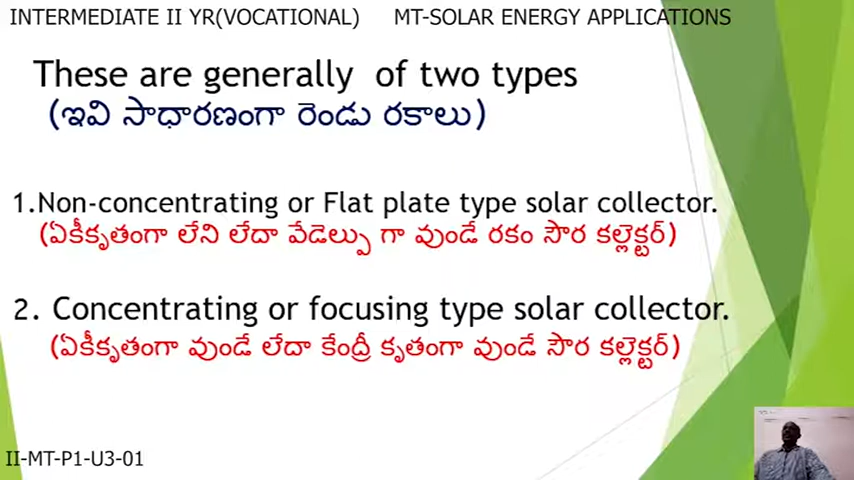 INTERMEDIATE II YR(VOCATIONAL) MT-SOLAR ENERGY APPLICATIONS
These are generally of two types
(ఇవి సాధారణంగా రెండు రకాలు)
1.Non-concentrating or Flat plate type solar collector.
(ఏకీకృతంగా లేని లేదా వేడెల్పు గా వుండే రకం సౌర కల్లెక్టర్)
2. Concentrating or focusing type solar collector.
(ఏకీకృతంగా వుండే లేదా కేంద్రీ కృతంగా వుండే సౌర కల్లెక్టర్)
II-MT-P1-U3-01